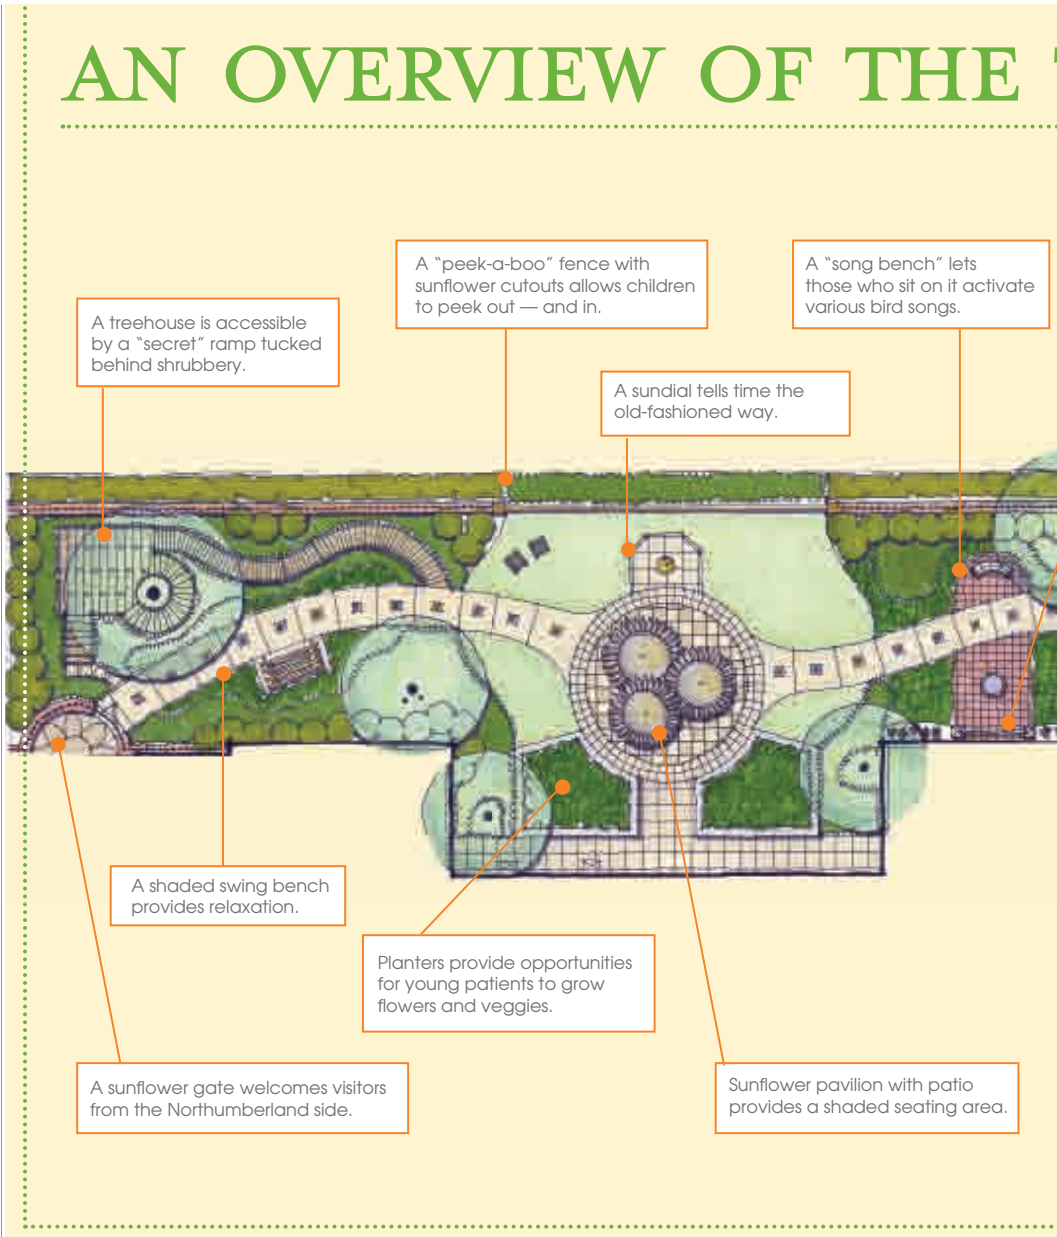 AN OVERVIEW OF THE
A “peek-a-boo” fence with
sunflower cutouts allows children
to peek out — and in.
A “song bench” lets
those who sit on it activate
various bird songs.
A treehouse is accessible
by a “secret” ramp tucked
behind shrubbery.
A sundial tells time the
old-fashioned way.
A shaded swing bench
provides relaxation.
Planters provide opportunities
for young patients to grow
flowers and veggies.
A sunflower gate welcomes visitors
from the Northumberland side.
Sunflower pavilion with patio
provides a shaded seating area.